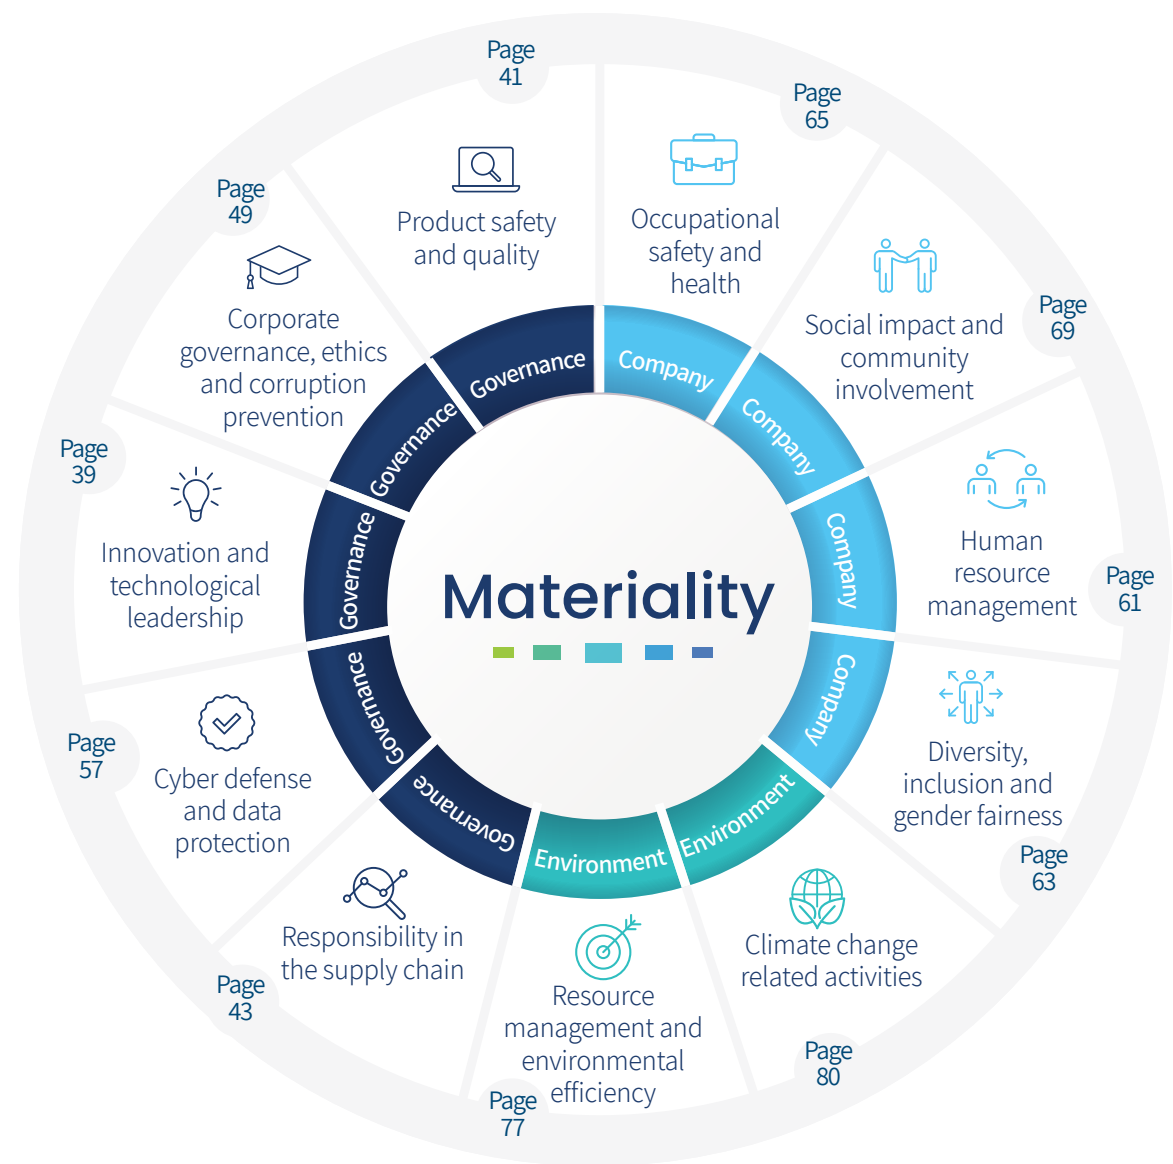 Page
41
Product safety
and quality
Governance
Page
65
Occupational
safety and
health
Company
Page
69
Social impact and
community
involvement
Company
Page
61
Human
resource
management
Company
Page
63
Diversity,
inclusion and
gender fairness
Company
Page
80
Climate change
related activities
Environment
Page
77
Resource
management and
environmental
efficiency
Environment
Page
43
Responsibility in
the supply chain
Governance
Page
57
Cyber defense
and data
protection
Governance
Page
39
Innovation and
technological
leadership
Governance
Page
49
Corporate
governance, ethics
and corruption
prevention
Governance
Materiality